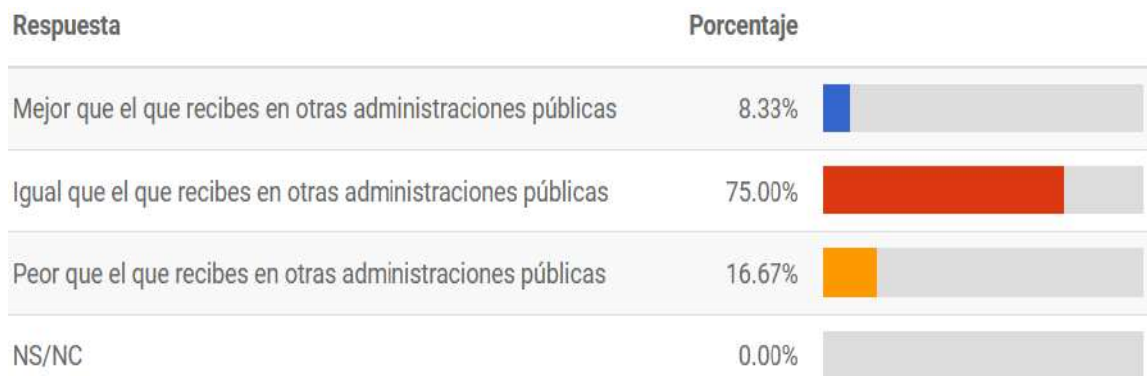 Respuesta Porcentaje
Mejor que el que recibes en otras administraciones públicas 8.33%
Igual que el que recibes en otras administraciones públicas 75.00%
Peor que el que recibes en otras administraciones públicas 16.67%
NS/NC 0.00%